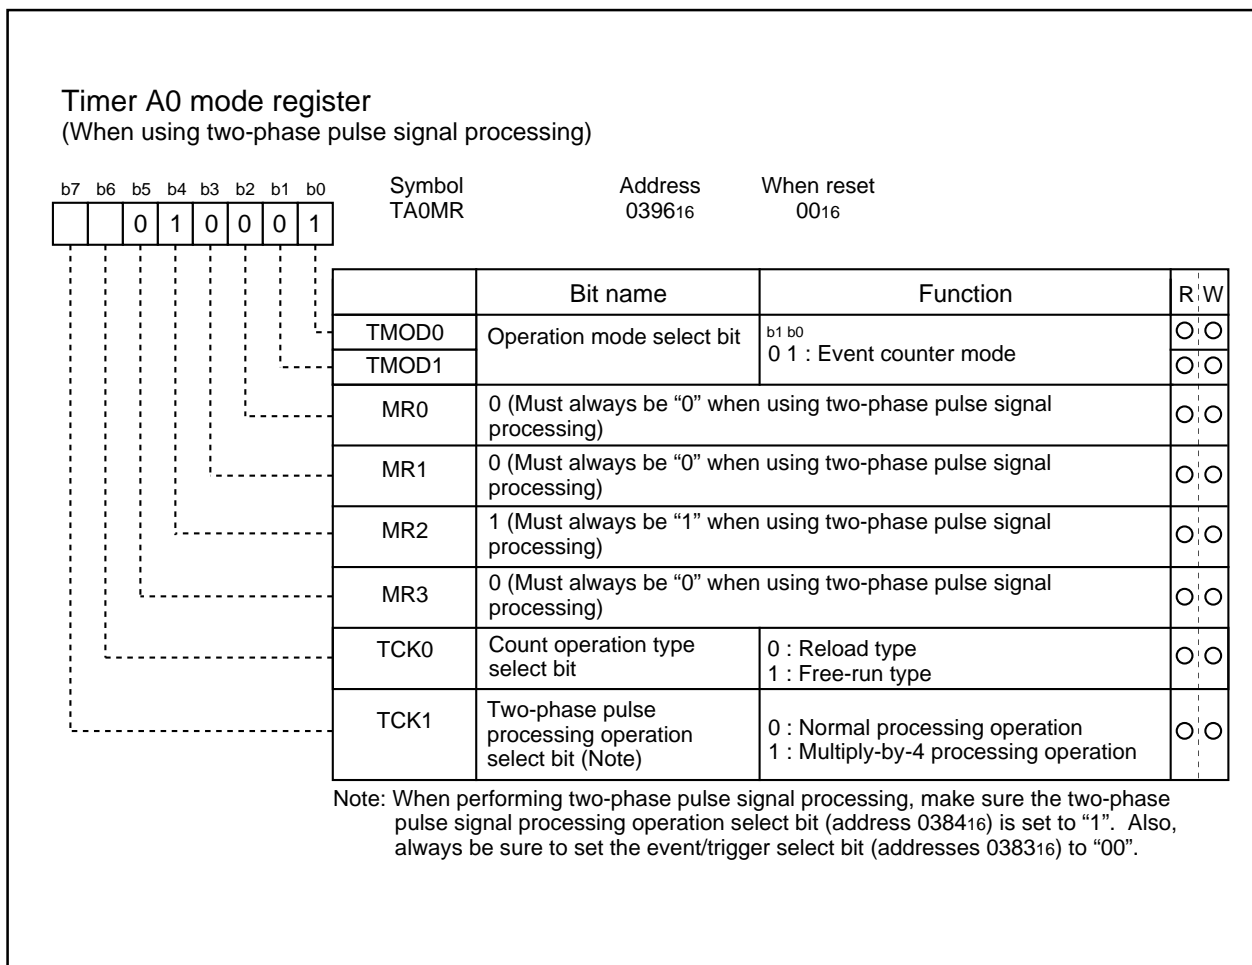 Timer A0 mode register
(When using two-phase pulse signal processing)
b7 b6 b5 b4 b3 b2 b1 b0
0 1 0 0 0 1
Symbol Address When reset
TA0MR 039616 0016
Bit name Function R W
TMOD0 Operation mode select bit b1 b0
0 1 : Event counter mode
TMOD1
MR0 0 (Must always be “0” when using two-phase pulse signal
processing)
MR1 0 (Must always be “0” when using two-phase pulse signal
processing)
MR2 1 (Must always be “1” when using two-phase pulse signal
processing)
MR3 0 (Must always be “0” when using two-phase pulse signal
processing)
TCK0 Count operation type 0 : Reload type
select bit 1 : Free-run type
TCK1 Two-phase pulse
processing operation 0 : Normal processing operation
select bit (Note) 1 : Multiply-by-4 processing operation
Note: When performing two-phase pulse signal processing, make sure the two-phase
pulse signal processing operation select bit (address 038416) is set to “1”. Also,
always be sure to set the event/trigger select bit (addresses 038316) to “00”.